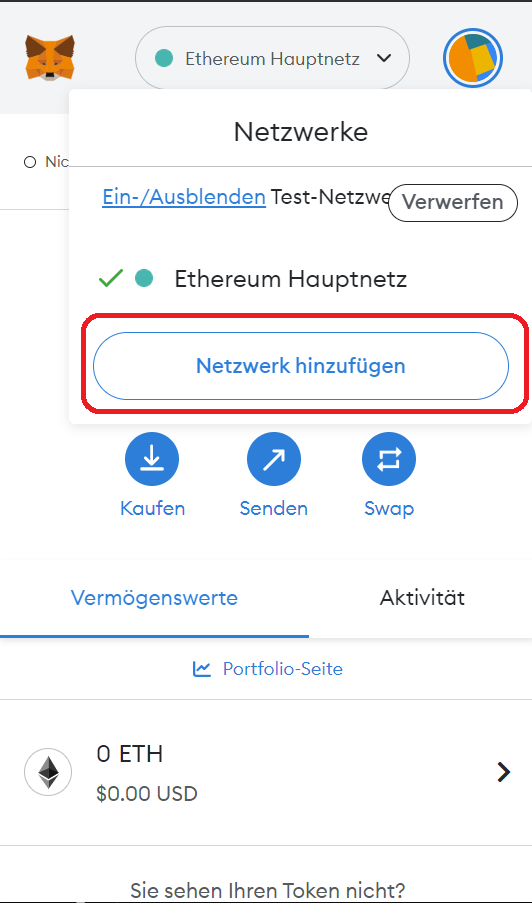 Ethereum Hauptnetz
Netzwerke
Nic
Ein-/Ausblenden Test-Netzwe
Verwerfen
Ethereum Hauptnetz
Netzwerk hinzufügen
Kaufen Senden Swap
Vermögenswerte Aktivität
Portfolio-Seite
0 ETH
$0.00 USD
Sie sehen Ihren Token nicht?